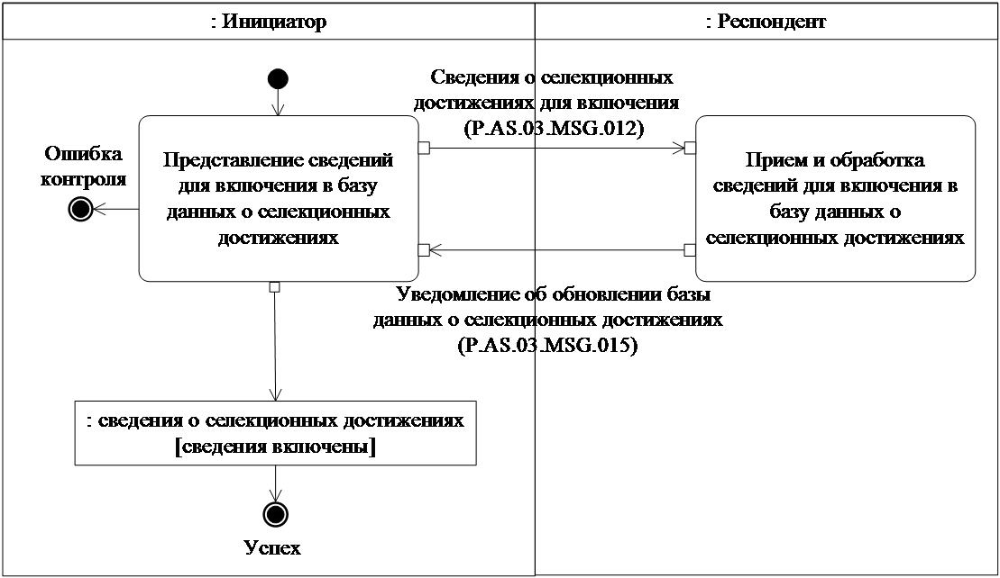 : Инициатор
: Респондент
Сведения о селекционных
достижениях для включения
(P.AS.03.MSG.012)
Ошибка
контроля
Представление сведений
для включения в базу
данных о селекционных
достижениях
Прием и обработка
сведений для включения в
базу данных о
селекционных достижениях
Уведомление об обновлении базы
данных о селекционных достижениях
(P.AS.03.MSG.015)
: сведения о селекционных достижениях
[сведения включены]
Успех